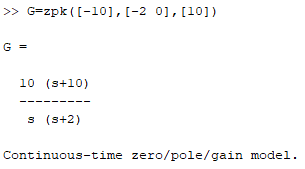 >> G=zpk([-10],[-2 0],[10])
G =
10 (s+10)
---------
s (s+2)
Continuous-time zero/pole/gain model.